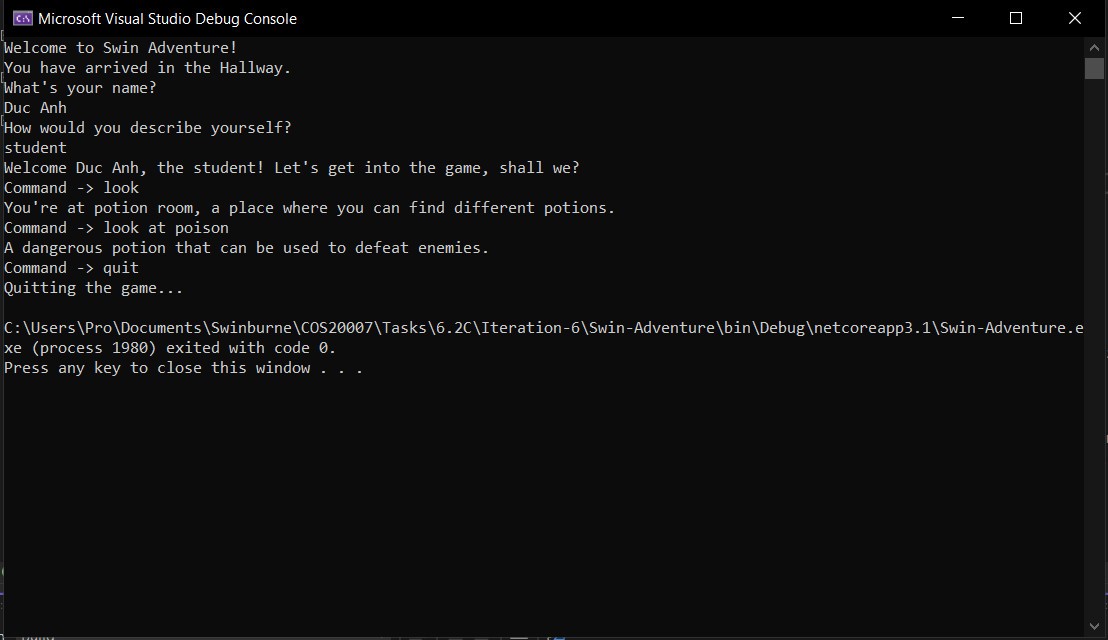 Microsoft Visual Studio Debug Console
Welcome to Swin Adventure!
You have arrived in the Hallway.
What's your name?
Duc Anh
How would you describe yourself?
student
Welcome Duc Anh, the student! Let's get into the game, shall we?
Command -> look
You're at potion room, a place where you can find different potions.
Command -> look at poison
A dangerous potion that can be used to defeat enemies.
Command -> quit
Quitting the game...
C:\Users\Pro\Documents\Swinburne\COS20007\Tasks\6.2C\Iteration-6\Swin-Adventure\bin\Debug\netcoreapp3.1\Swin-Adventure.e
xe (process 1980) exited with code 0.
Press any key to close this window . . .